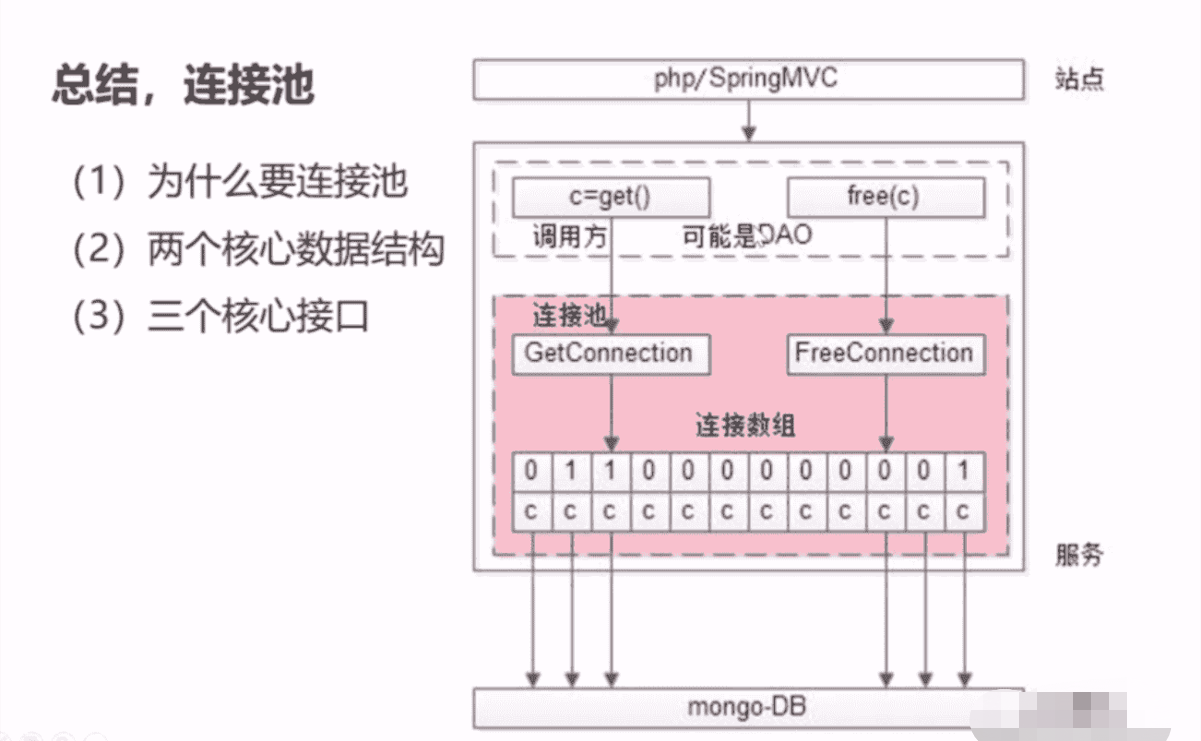 总结，连接池
（1）为什么要连接池
（2）两个核心数据结构
（3）三个核心接口
php/SpringMVC
站点
c=get()
free(c)
调用方
可能是DAO
连接池
GetConnection
FreeConnection
连接数组
0 1 1 0 0 0 0 0 0 0 0 1
c c c c c c c c c c c c
服务
mongo-DB